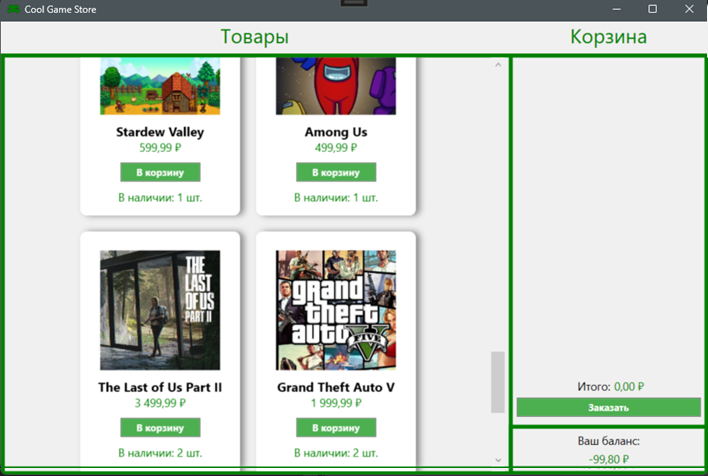 Cool Game Store
Товары
Корзина
Stardew Valley
599,99 ₽
В корзину
В наличии: 1 шт.
Among Us
499,99 ₽
В корзину
В наличии: 1 шт.
THE
LAST
OF US
PART II
The Last of Us Part II
3 499,99 ₽
В корзину
В наличии: 2 шт.
grand
theft
auto
V
FIVE
Grand Theft Auto V
1 999,99 ₽
В корзину
В наличии: 2 шт.
Итого: 0,00 ₽
Заказать
Ваш баланс:
-99,80 ₽